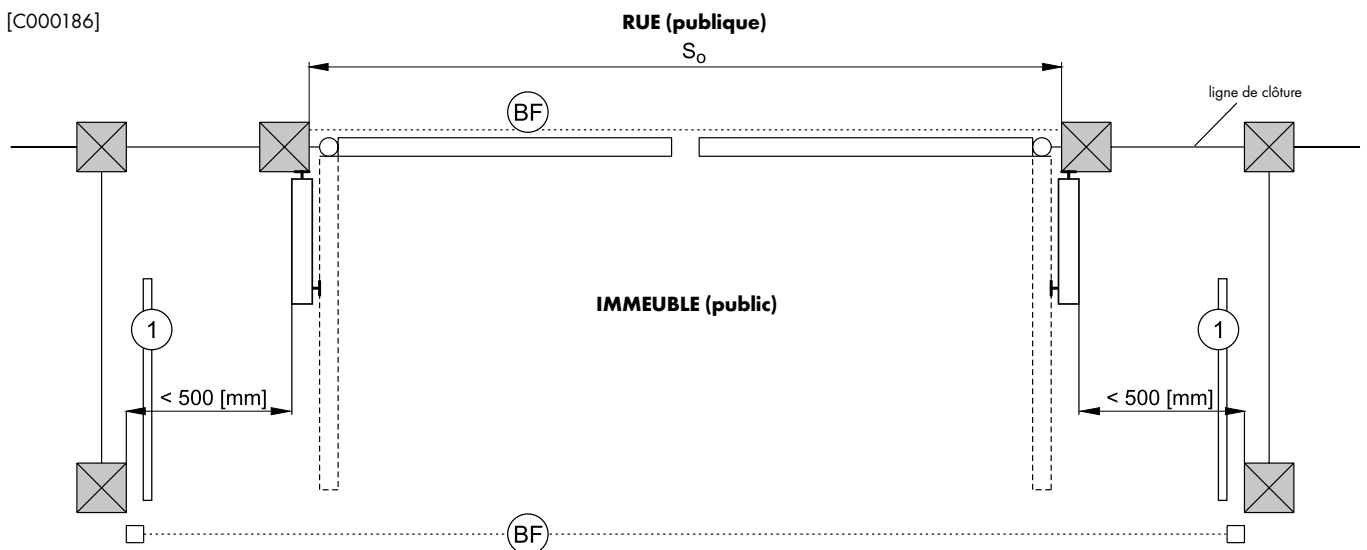 [C000186]
RUE (publique)
So
BF
ligne de clôture
IMMEUBLE (public)
1
1
< 500 [mm]
< 500 [mm]
BF